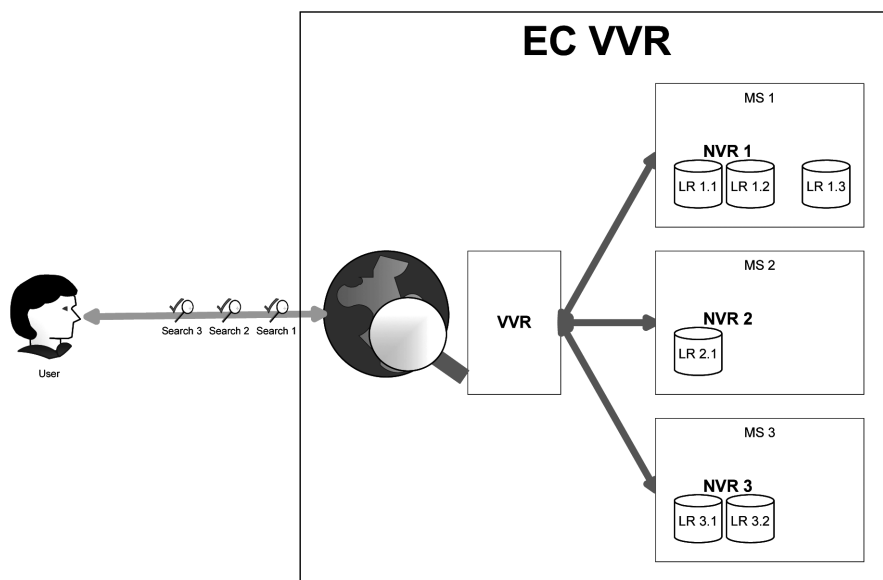 EC VVR
MS 1
NVR 1
LR 1.1
LR 1.2
LR 1.3
MS 2
NVR 2
LR 2.1
MS 3
NVR 3
LR 3.1
LR 3.2
VVR
Search 3
Search 2
Search 1
User